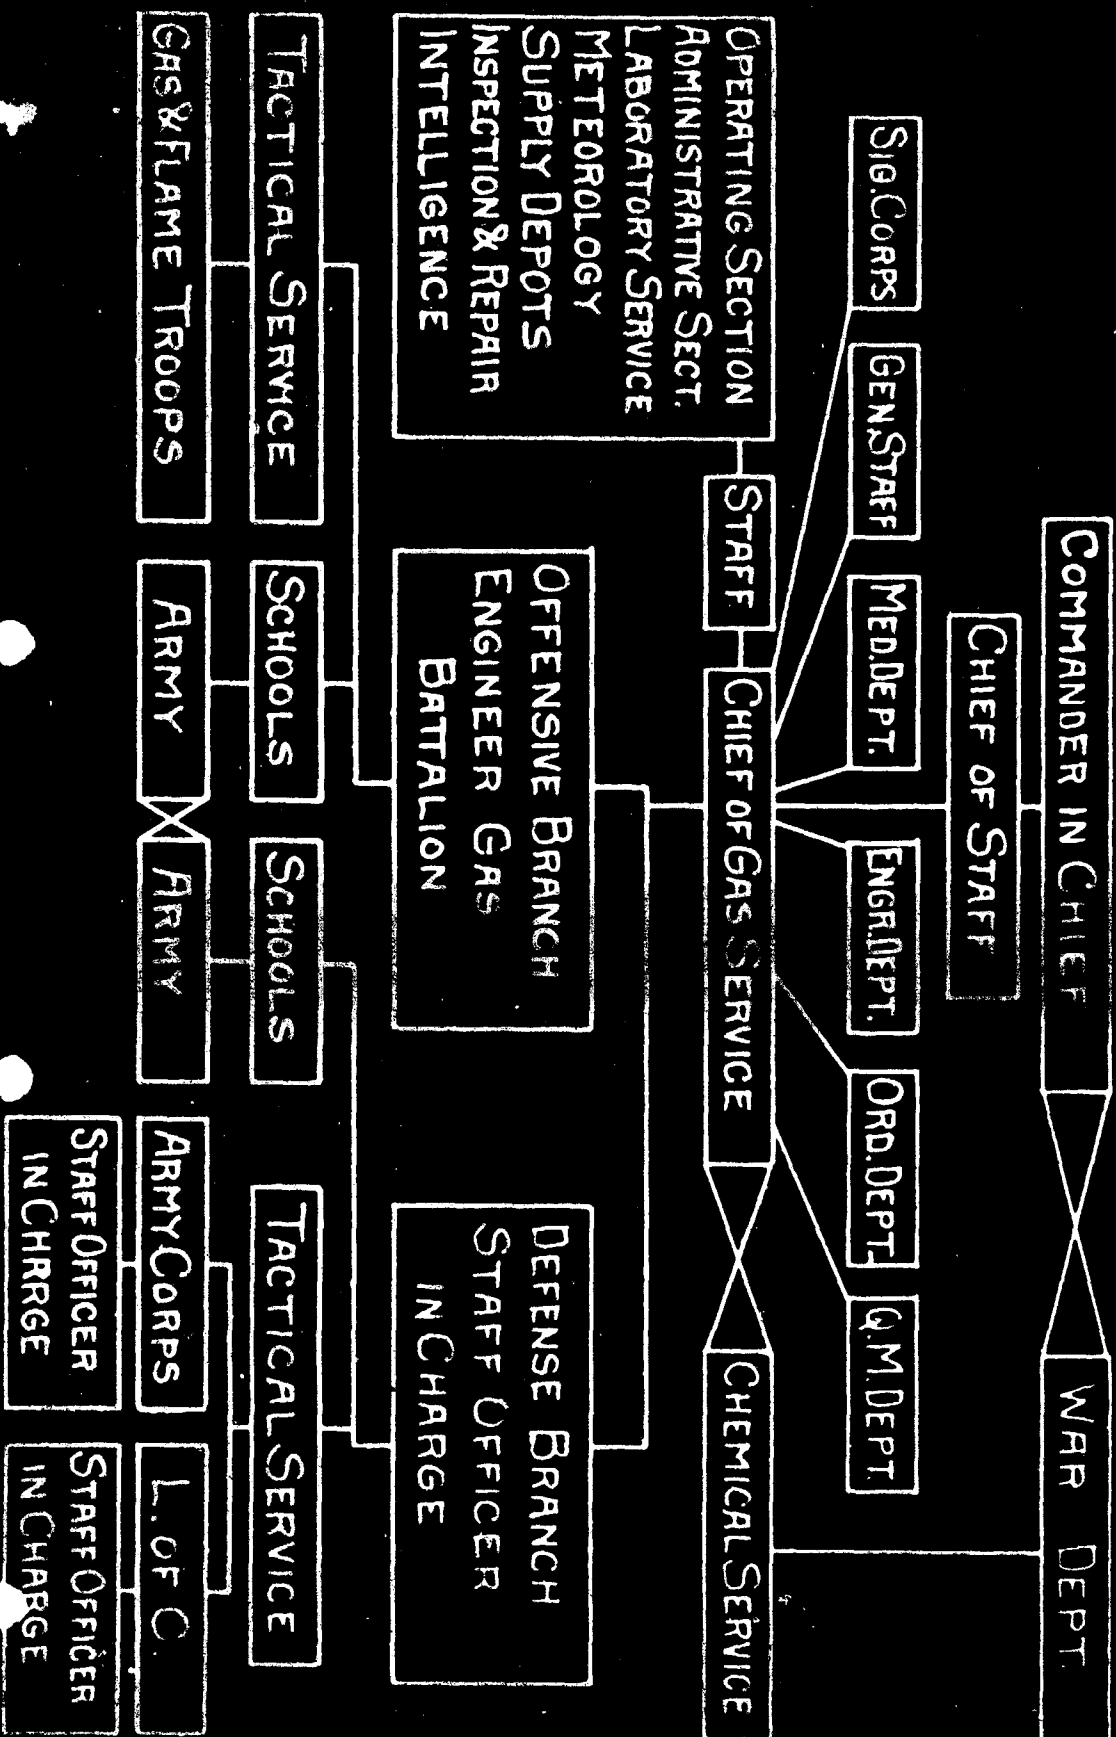 COMMANDER IN CHIEF
WAR DEPT.
CHIEF OF STAFF
SIG. CORPS
GEN. STAFF
MED. DEPT.
ENGR. DEPT.
ORD. DEPT.
Q.M. DEPT.
STAFF
CHIEF OF GAS SERVICE
CHEMICAL SERVICE
OPERATING SECTION
ADMINISTRATIVE SECT.
LABORATORY SERVICE
METEOROLOGY
SUPPLY DEPOTS
INSPECTION & REPAIR
INTELLIGENCE
OFFENSIVE BRANCH
ENGINEER GAS
BATTALION
DEFENSE BRANCH
STAFF OFFICER
IN CHARGE
TACTICAL SERVICE
SCHOOLS
SCHOOLS
TACTICAL SERVICE
GAS & FLAME TROOPS
ARMY
ARMY
ARMY CORPS
L. OF C.
STAFF OFFICER
IN CHARGE
STAFF OFFICER
IN CHARGE